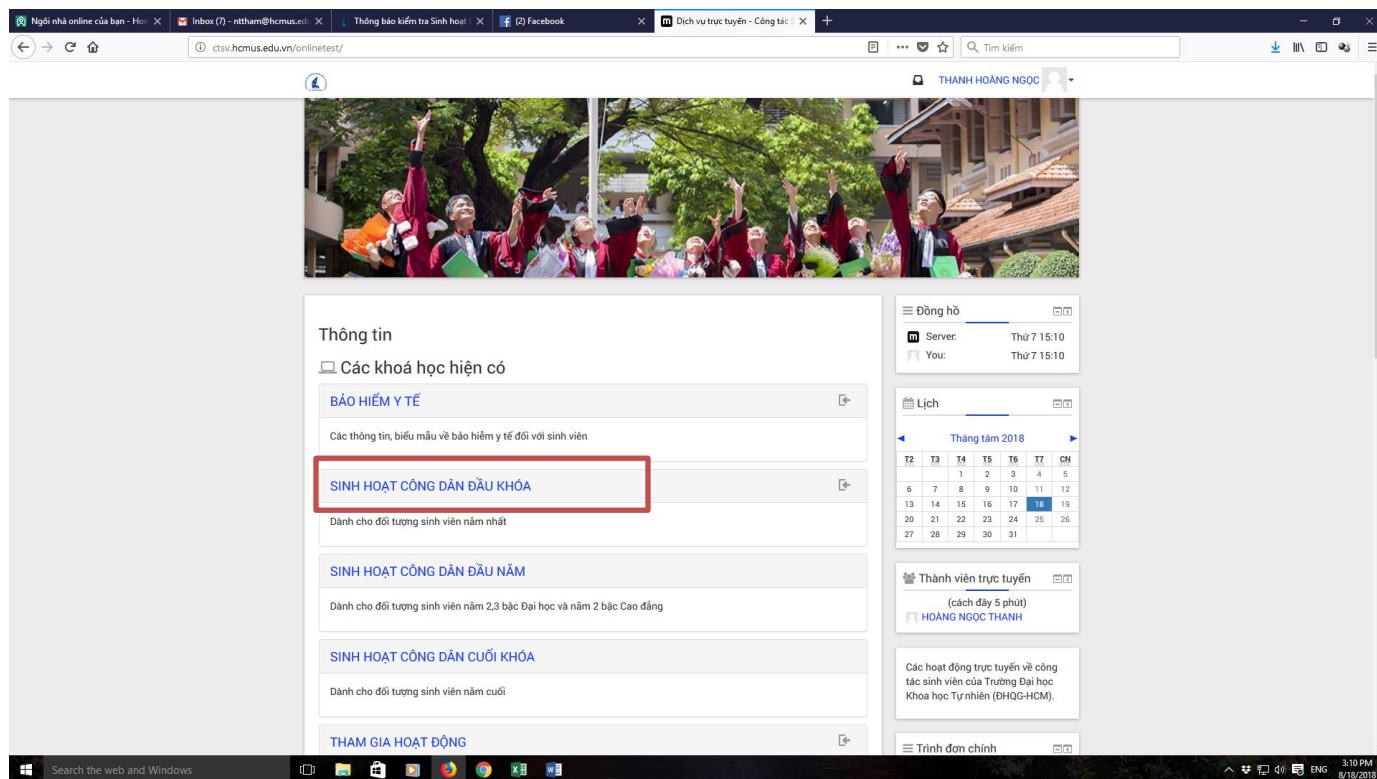 Ngôi nhà online của bạn - Hon
Inbox (7) - nttham@hcmus.edu
Thông báo kiểm tra Sinh hoạt
(2) Facebook
Dịch vụ trực tuyến - Công tác S
ctsv.hcmus.edu.vn/onlinetest/
Tìm kiếm
THANH HOÀNG NGỌC
Thông tin
Các khoá học hiện có
BẢO HIỂM Y TẾ
Các thông tin, biểu mẫu về bảo hiểm y tế đối với sinh viên
SINH HOẠT CÔNG DÂN ĐẦU KHÓA
Dành cho đối tượng sinh viên năm nhất
SINH HOẠT CÔNG DÂN ĐẦU NĂM
Dành cho đối tượng sinh viên năm 2,3 bậc Đại học và năm 2 bậc Cao đẳng
SINH HOẠT CÔNG DÂN CUỐI KHÓA
Dành cho đối tượng sinh viên năm cuối
THAM GIA HOẠT ĐỘNG
Đồng hồ
Server: Thứ 7 15:10
You: Thứ 7 15:10
Lịch
Tháng tám 2018
T2 T3 T4 T5 T6 T7 CN
1 2 3 4 5
6 7 8 9 10 11 12
13 14 15 16 17 18 19
20 21 22 23 24 25 26
27 28 29 30 31
Thành viên trực tuyến
(cách đây 5 phút)
HOÀNG NGỌC THANH
Các hoạt động trực tuyến về công
tác sinh viên của Trường Đại học
Khoa học Tự nhiên (ĐHQG-HCM).
Trình đơn chính
Search the web and Windows
ENG
3:10 PM
8/18/2018